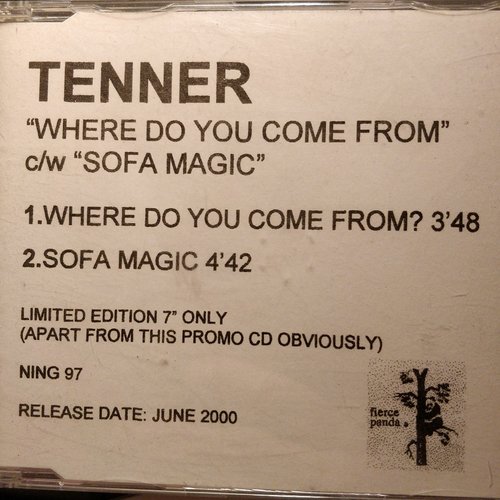 TENNER
“WHERE DO YOU COME FROM”
c/w “SOFA MAGIC”
1.WHERE DO YOU COME FROM? 3’48
2.SOFA MAGIC 4’42
LIMITED EDITION 7” ONLY
(APART FROM THIS PROMO CD OBVIOUSLY)
NING 97
RELEASE DATE: JUNE 2000
fierce
panda